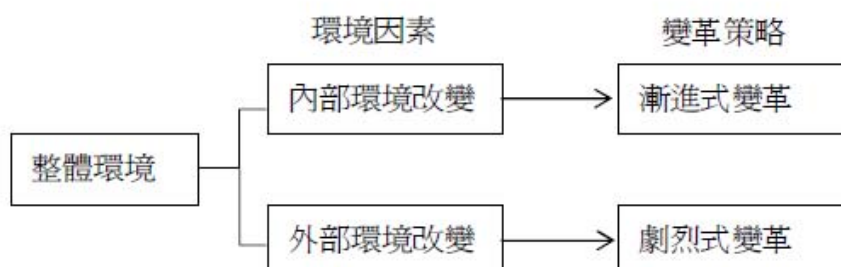 環境因素
變革策略
內部環境改變
漸進式變革
整體環境
外部環境改變
劇烈式變革